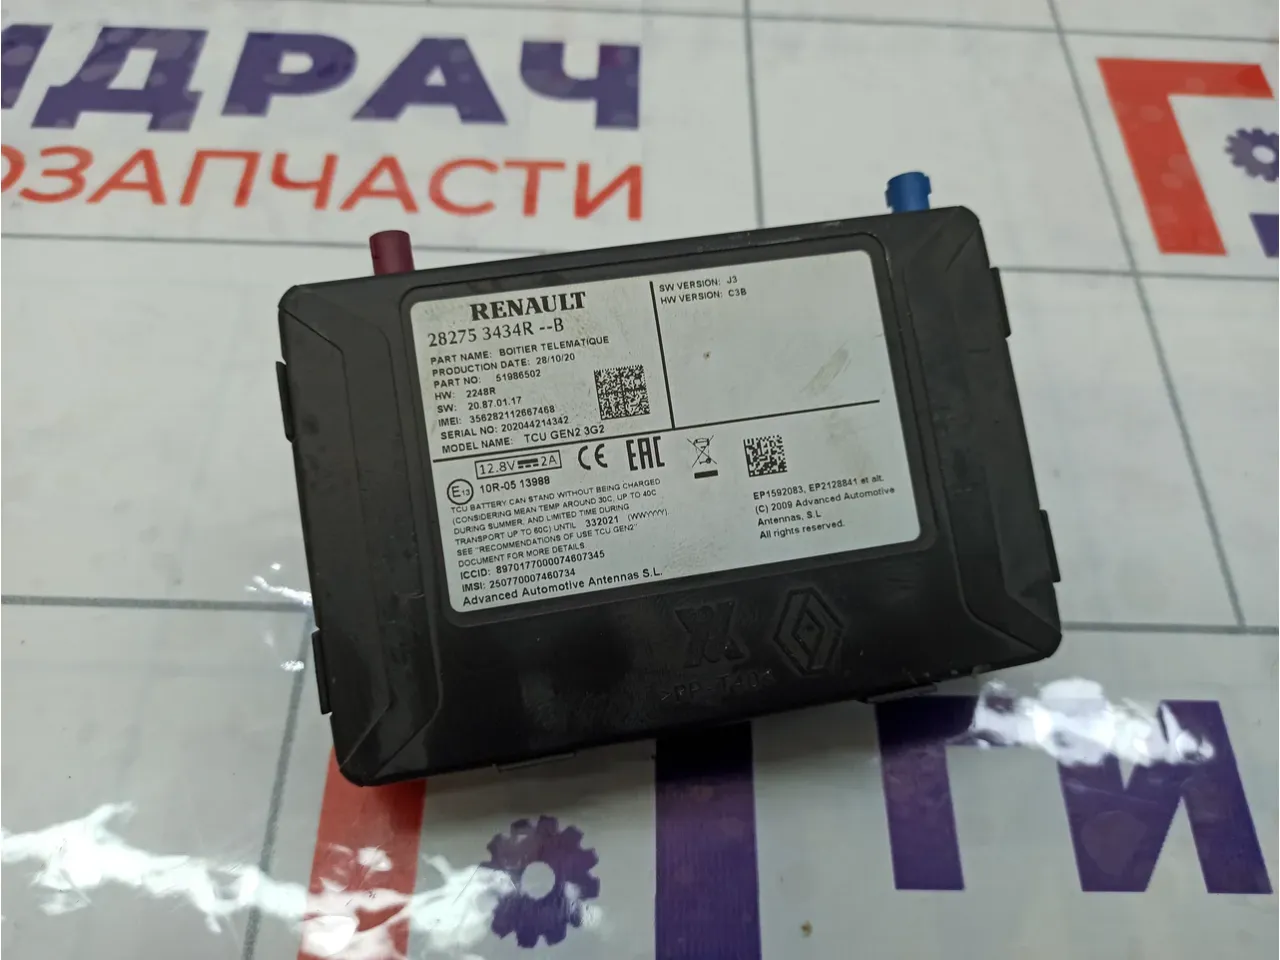 ИДРАЧ
ОЗАПЧАСТИ
RENAULT
28275 3434R --B
PART NAME: BOITIER TELEMATIQUE
PRODUCTION DATE: 28/10/20
PART NO: 51986502
HW: 2248R
SW: 20.87.01.17
IMEI: 356282112667468
SERIAL NO: 202044214342
MODEL NAME: TCU GEN2 3G2
SW VERSION: J3
HW VERSION: C3B
12.8V 2A
CE EAC
E13 10R-05 13988
TCU BATTERY CAN STAND WITHOUT BEING CHARGED
(CONSIDERING MEAN TEMP AROUND 30C, UP TO 40C
DURING SUMMER, AND LIMITED TIME DURING
TRANSPORT UP TO 60C) UNTIL 332021 (WWYYYY).
SEE "RECOMMENDATIONS OF USE TCU GEN2"
DOCUMENT FOR MORE DETAILS
ICCID: 8970177000074607345
IMSI: 250770007460734
Advanced Automotive Antennas S.L.
EP1592083, EP2128841 et alt.
(C) 2009 Advanced Automotive
Antennas, S.L
All rights reserved.
ГИ